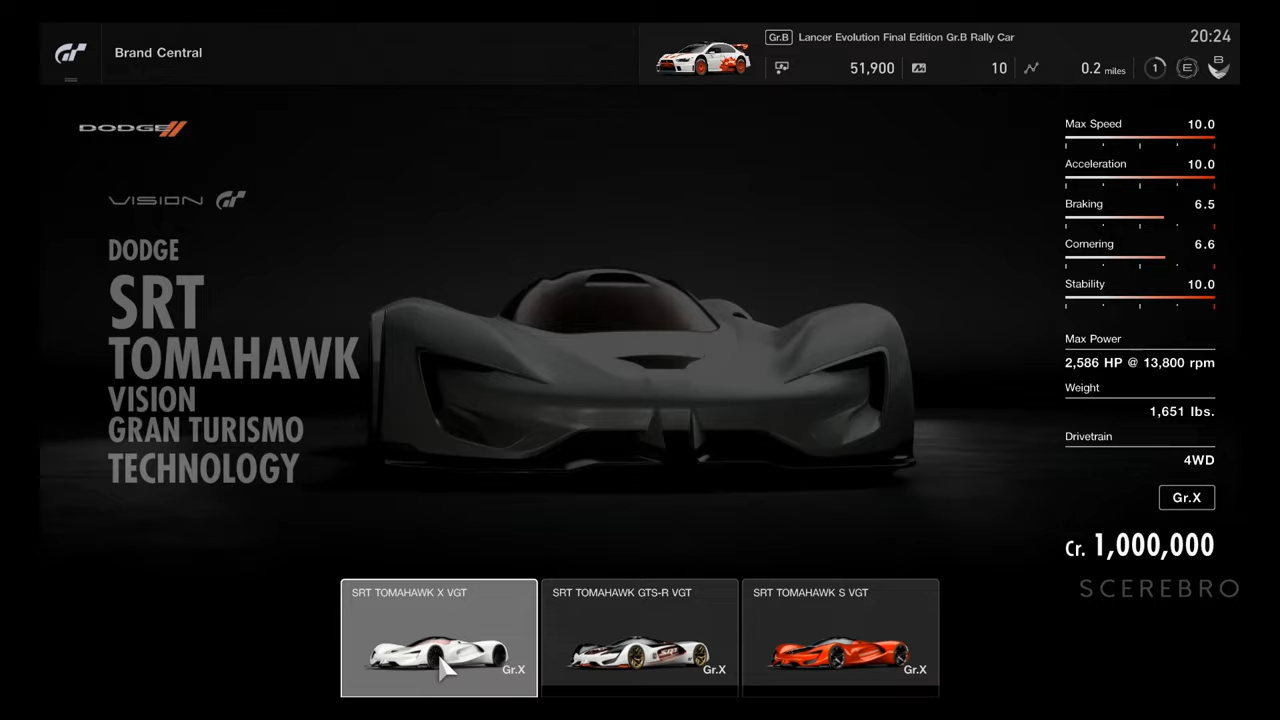 Brand Central
Gr.B Lancer Evolution Final Edition Gr.B Rally Car
20:24
51,900
10
0.2 miles
1
E
B
DODGE
VISION GT
DODGE
SRT
TOMAHAWK
VISION
GRAN TURISMO
TECHNOLOGY
Max Speed 10.0
Acceleration 10.0
Braking 6.5
Cornering 6.6
Stability 10.0
Max Power
2,586 HP @ 13,800 rpm
Weight
1,651 lbs.
Drivetrain
4WD
Gr.X
Cr. 1,000,000
SCEREBRO
SRT TOMAHAWK X VGT
Gr.X
SRT TOMAHAWK GTS-R VGT
SRT
Gr.X
SRT TOMAHAWK S VGT
Gr.X